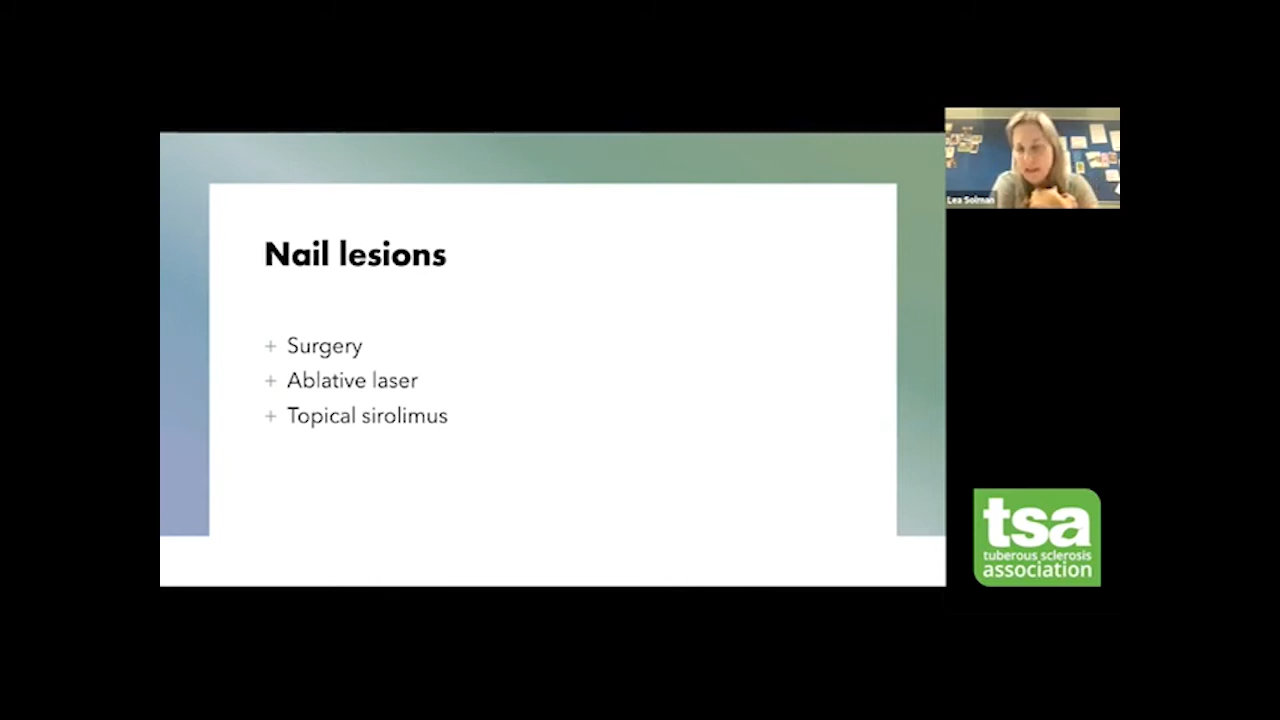 Nail lesions
+ Surgery
+ Ablative laser
+ Topical sirolimus
Lea Solman
tsa
tuberous sclerosis
association